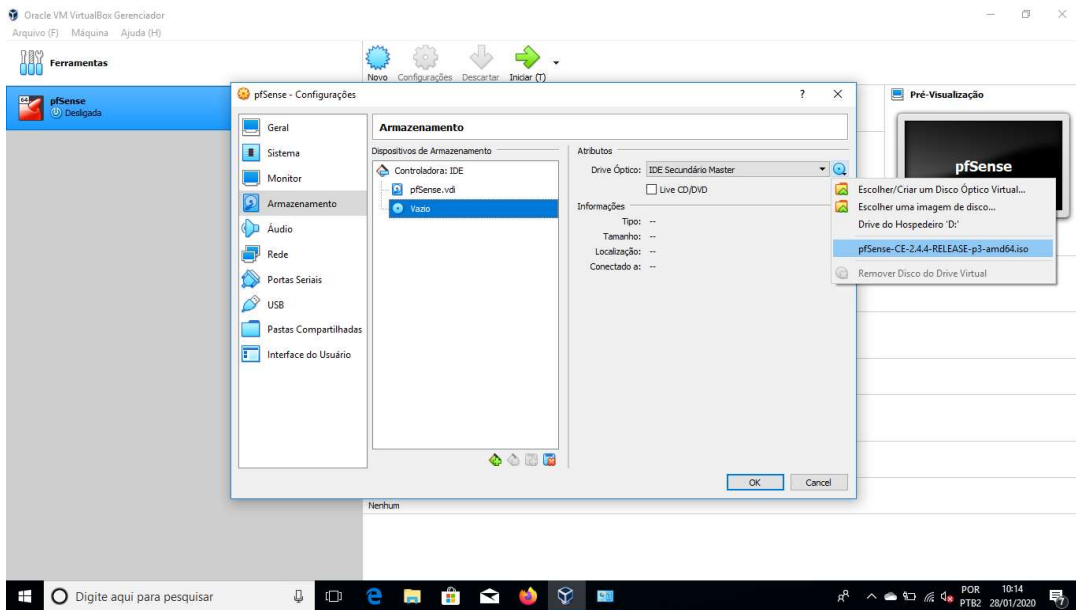 Oracle VM VirtualBox Gerenciador
Arquivo (F) Máquina Ajuda (H)
Ferramentas
Novo Configurações Descartar Iniciar (T)
64
pfSense
Desligada
pfSense - Configurações
?
Pré-Visualização
pfSense
Geral
Sistema
Monitor
Armazenamento
Áudio
Rede
Portas Seriais
USB
Pastas Compartilhadas
Interface do Usuário
Armazenamento
Dispositivos de Armazenamento
Controladora: IDE
pfSense.vdi
Vazio
Atributos
Drive Óptico: IDE Secundário Master
Live CD/DVD
Informações
Tipo: --
Tamanho: --
Localização: --
Conectado a: --
Escolher/Criar um Disco Óptico Virtual...
Escolher uma imagem de disco...
Drive do Hospedeiro 'D:'
pfSense-CE-2.4.4-RELEASE-p3-amd64.iso
Remover Disco do Drive Virtual
OK Cancel
Nenhum
Digite aqui para pesquisar
POR 10:14
PTB2 28/01/2020